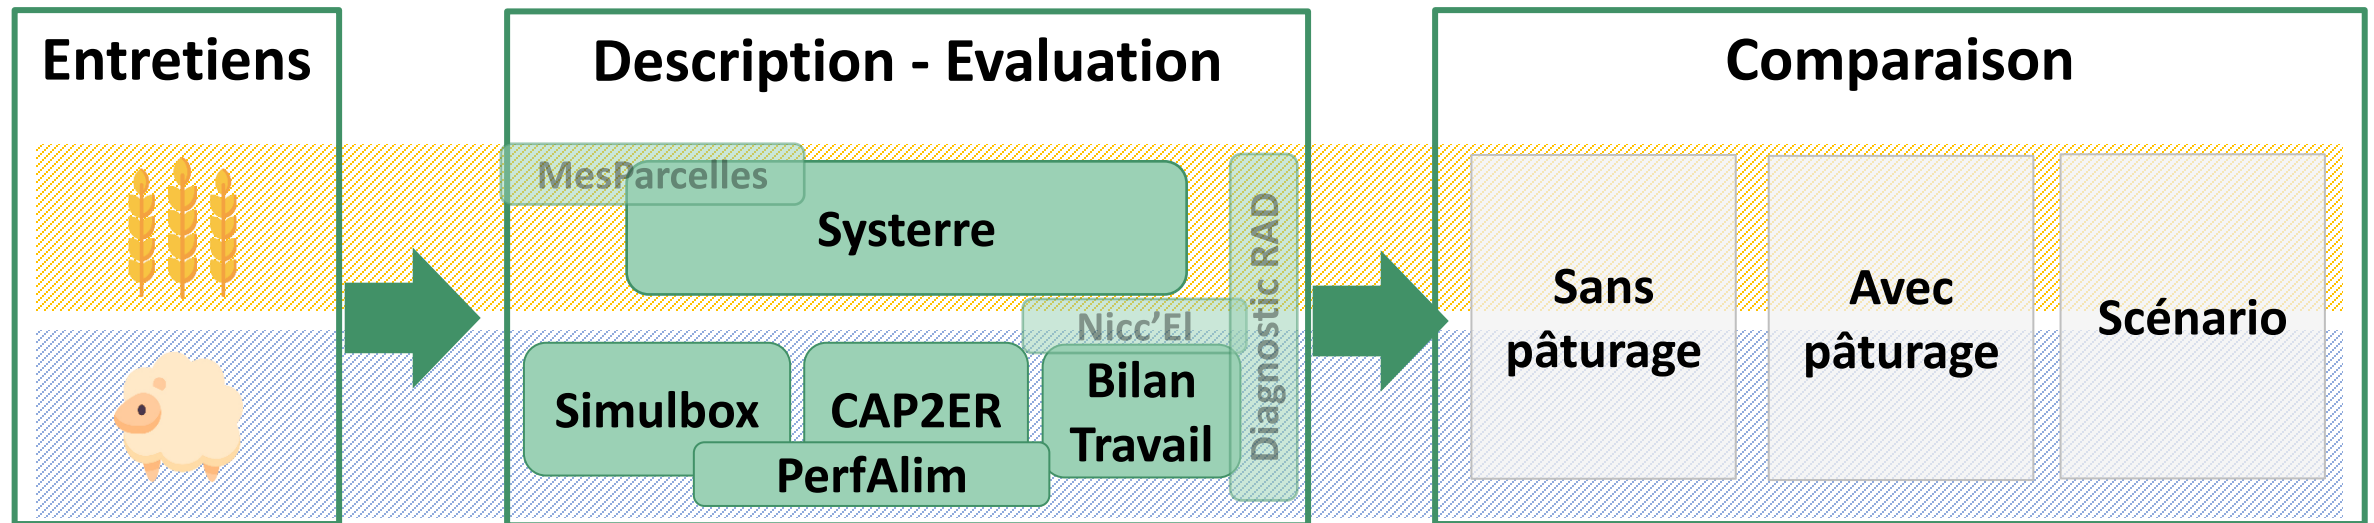 Entretiens
Description - Evaluation
Comparaison
MesParcelles
Systerre
Diagnostic RAD
Nicc'El
Simulbox
CAP2ER
Bilan
Travail
PerfAlim
Sans
pâturage
Avec
pâturage
Scénario